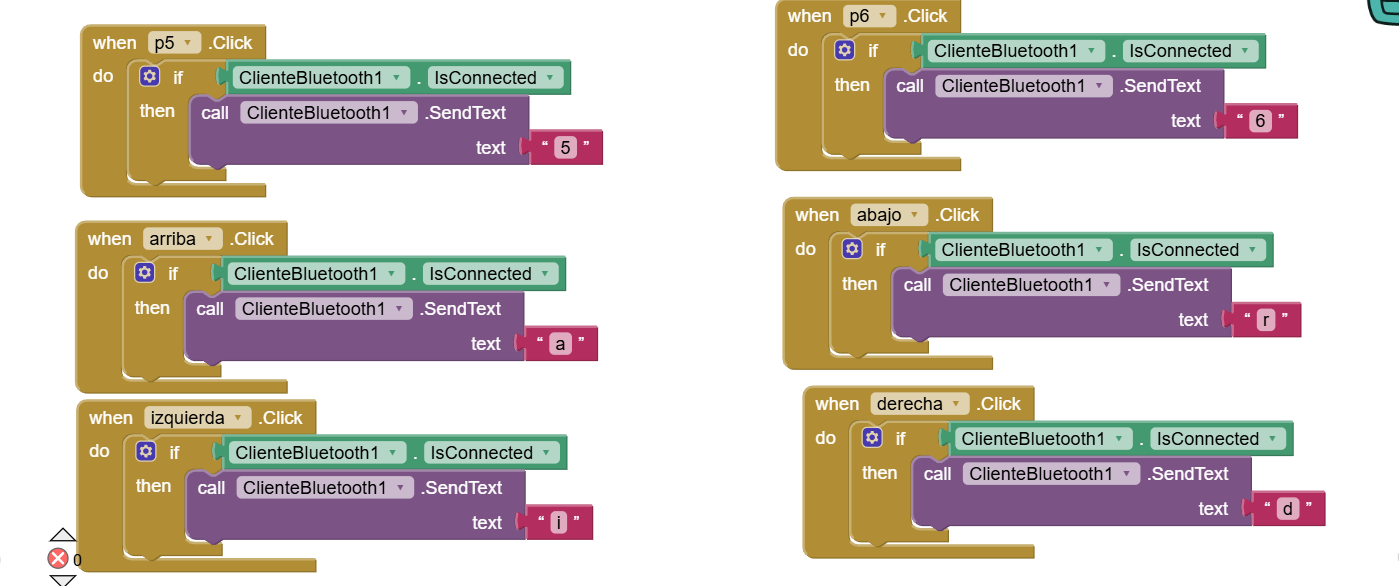 when p5 .Click
do if ClienteBluetooth1 . IsConnected
then call ClienteBluetooth1 .SendText
text “ 5 ”
when p6 .Click
do if ClienteBluetooth1 . IsConnected
then call ClienteBluetooth1 .SendText
text “ 6 ”
when arriba .Click
do if ClienteBluetooth1 . IsConnected
then call ClienteBluetooth1 .SendText
text “ a ”
when abajo .Click
do if ClienteBluetooth1 . IsConnected
then call ClienteBluetooth1 .SendText
text “ r ”
when izquierda .Click
do if ClienteBluetooth1 . IsConnected
then call ClienteBluetooth1 .SendText
text “ i ”
when derecha .Click
do if ClienteBluetooth1 . IsConnected
then call ClienteBluetooth1 .SendText
text “ d ”
0